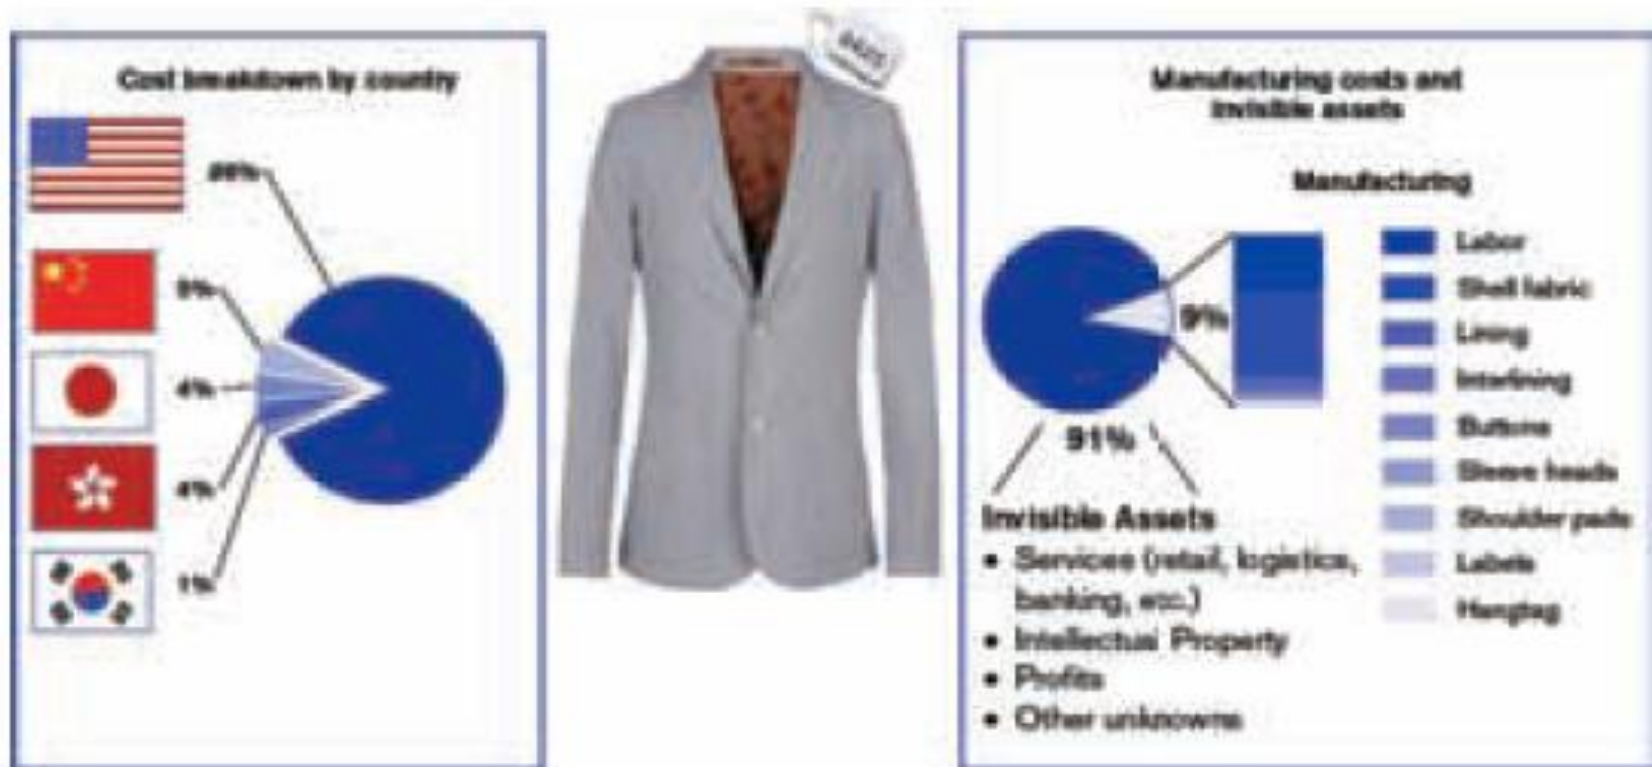 Cost breakdown by country
5%
4%
4%
1%
Manufacturing costs and
invisible assets
Manufacturing
9%
91%
Labor
Shell fabric
Lining
Interlining
Buttons
Sleeve heads
Shoulder pads
Labels
Hangtag
Invisible Assets
• Services (retail, logistics,
banking, etc.)
• Intellectual Property
• Profits
• Other unknowns